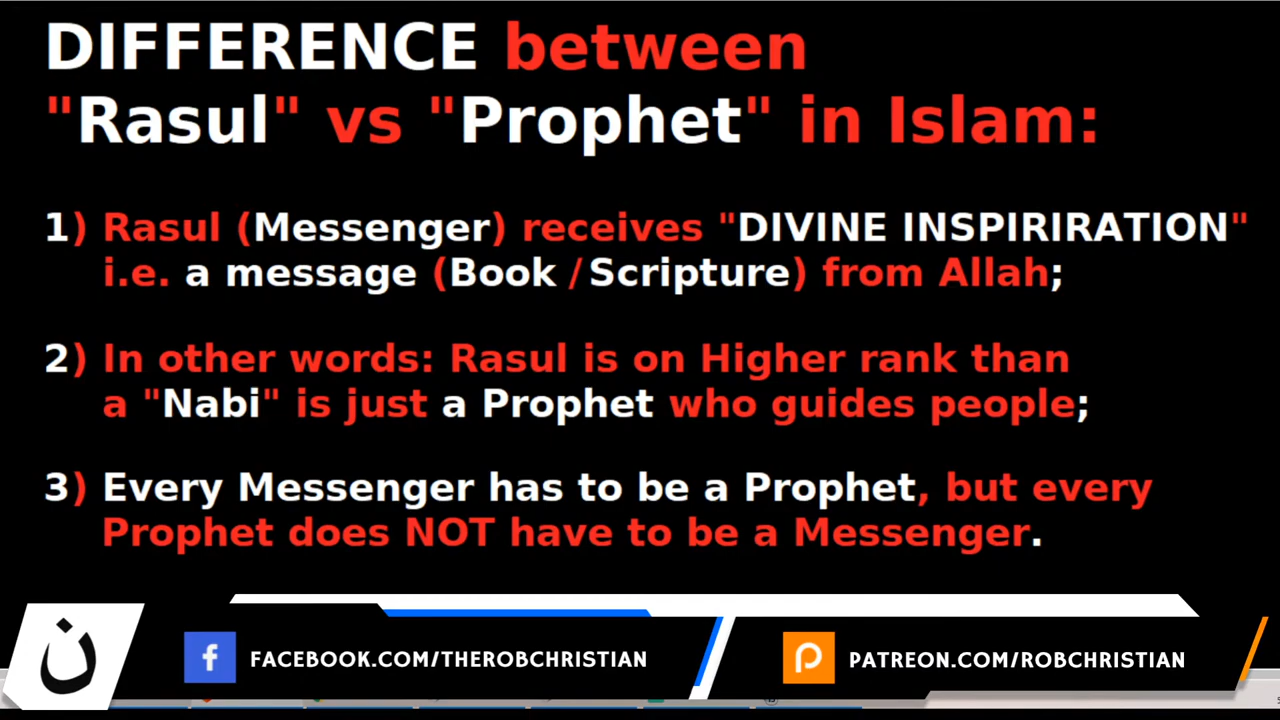 DIFFERENCE between
"Rasul" vs "Prophet" in Islam:
1) Rasul (Messenger) receives "DIVINE INSPIRIRATION"
i.e. a message (Book / Scripture) from Allah;
2) In other words: Rasul is on Higher rank than
a "Nabi" is just a Prophet who guides people;
3) Every Messenger has to be a Prophet, but every
Prophet does NOT have to be a Messenger.
ن
FACEBOOK.COM/THEROBCHRISTIAN
PATREON.COM/ROBCHRISTIAN